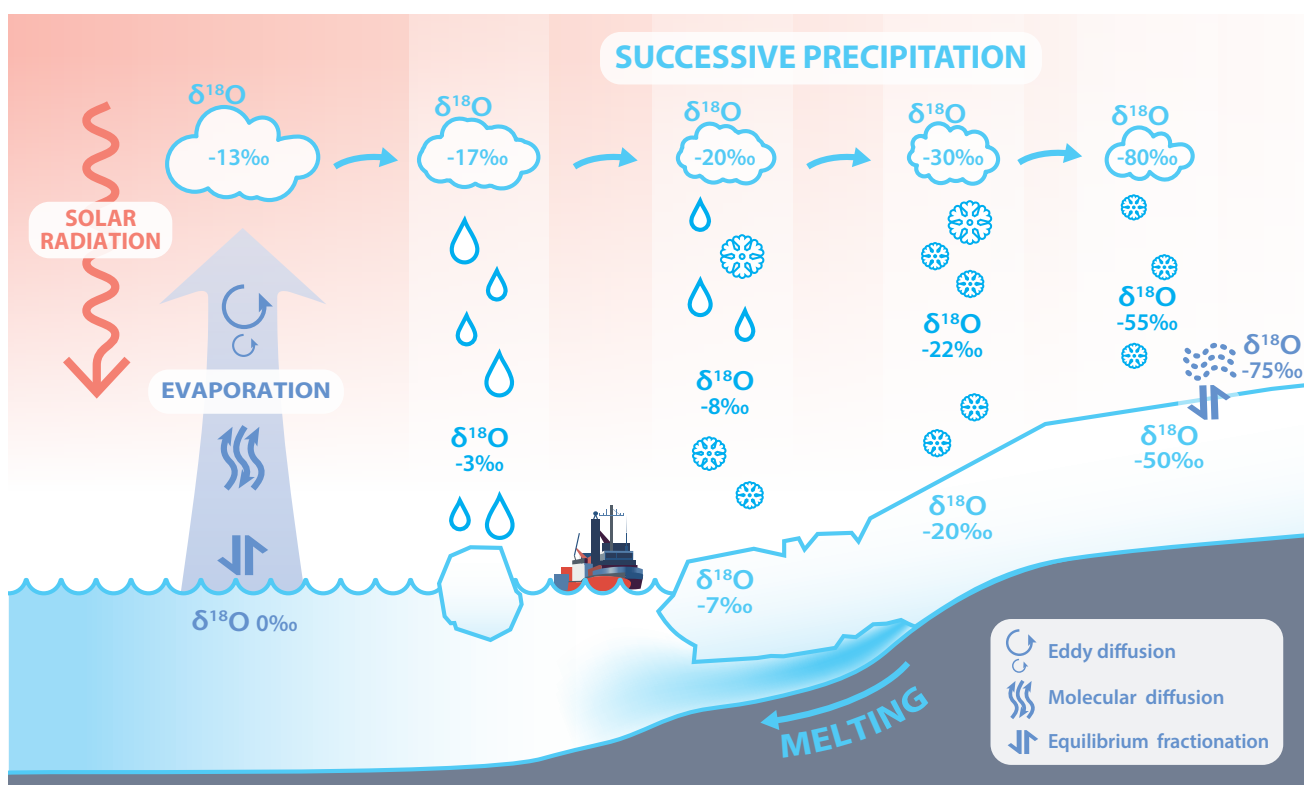 SUCCESSIVE PRECIPITATION
δ¹⁸O
-13‰
δ¹⁸O
-17‰
δ¹⁸O
-20‰
δ¹⁸O
-30‰
δ¹⁸O
-80‰
SOLAR
RADIATION
EVAPORATION
δ¹⁸O
-3‰
δ¹⁸O
-8‰
δ¹⁸O
-22‰
δ¹⁸O
-55‰
δ¹⁸O
-75‰
δ¹⁸O
-50‰
δ¹⁸O
-20‰
δ¹⁸O
-7‰
δ¹⁸O 0‰
MELTING
Eddy diffusion
Molecular diffusion
Equilibrium fractionation